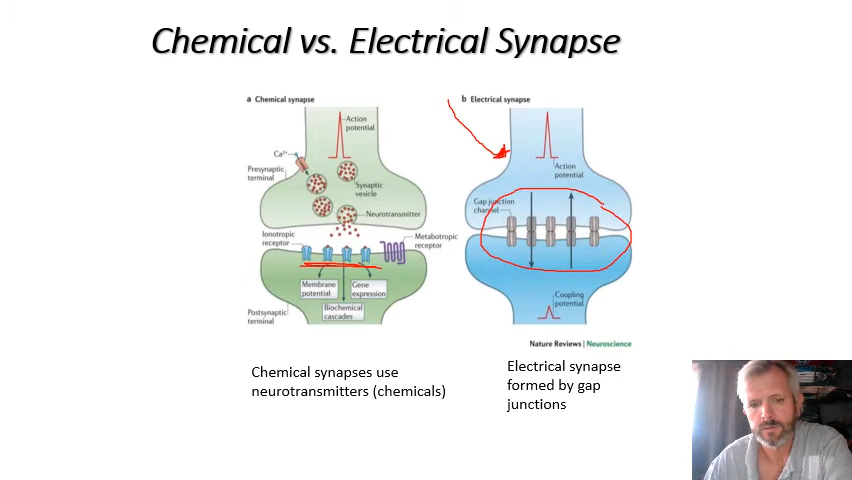 Chemical vs. Electrical Synapse
a Chemical synapse
Action
potential
Ca2+
Presynaptic
terminal
Synaptic
vesicle
Neurotransmitter
Ionotropic
receptor
Metabotropic
receptor
Membrane
potential
Gene
expression
Biochemical
cascades
Postsynaptic
terminal
b Electrical synapse
Action
potential
Gap junction
channel
Coupling
potential
Nature Reviews | Neuroscience
Chemical synapses use
neurotransmitters (chemicals)
Electrical synapse
formed by gap
junctions